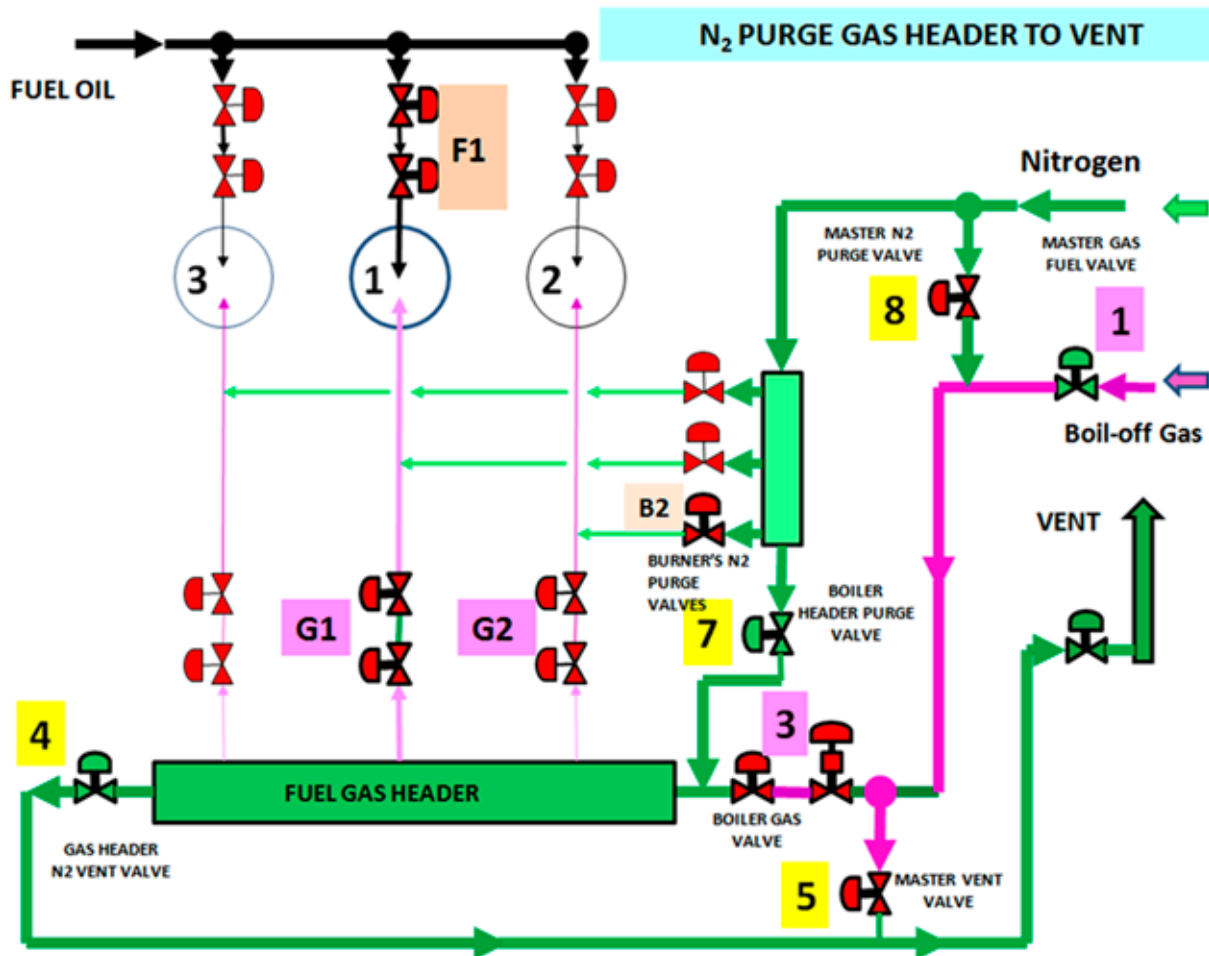 N₂ PURGE GAS HEADER TO VENT
FUEL OIL
F1
Nitrogen
MASTER N2
PURGE VALVE
MASTER GAS
FUEL VALVE
3
1
2
8
1
Boil-off Gas
B2
VENT
BURNER'S N2
PURGE
VALVES
BOILER
HEADER PURGE
VALVE
G1
G2
7
4
3
FUEL GAS HEADER
BOILER GAS
VALVE
GAS HEADER
N2 VENT VALVE
5
MASTER VENT
VALVE